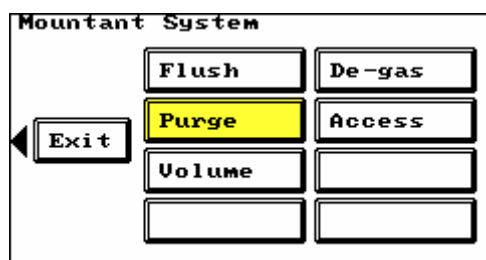 Mountant System
Flush De-gas
Purge Access
Exit
Volume